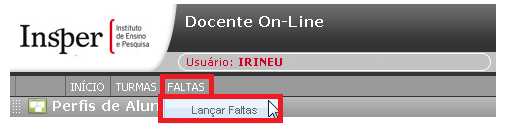 Insper
Instituto
de Ensino
e Pesquisa
Docente On-Line
Usuário: IRINEU
INÍCIO TURMAS FALTAS
Perfis de Alun
Lançar Faltas